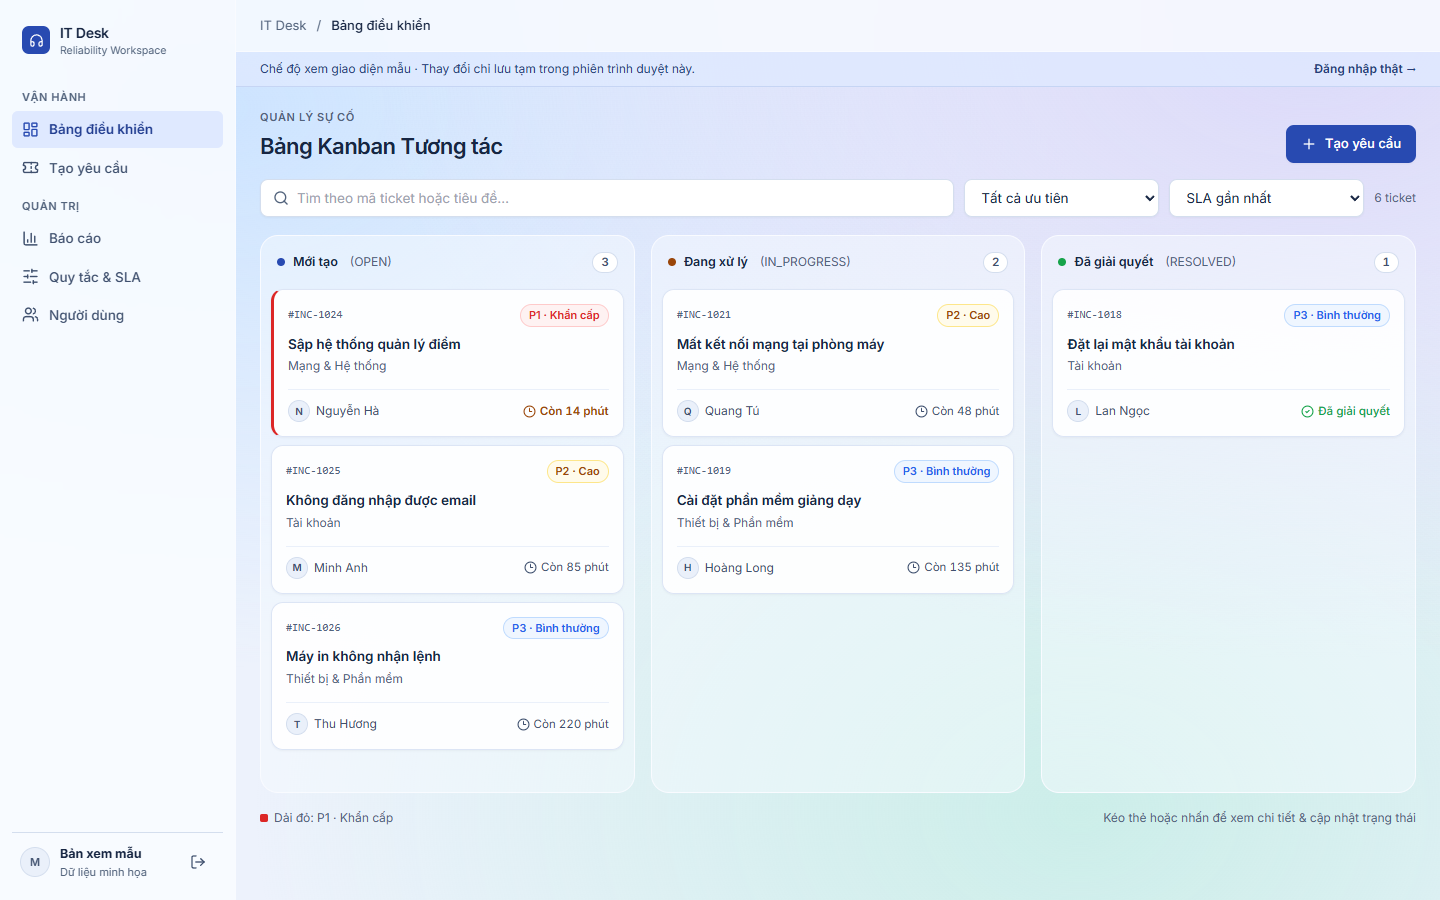 IT Desk
Reliability Workspace
VẬN HÀNH
Bảng điều khiển
Tạo yêu cầu
QUẢN TRỊ
Báo cáo
Quy tắc & SLA
Người dùng
M
Bản xem mẫu
Dữ liệu minh họa
IT Desk / Bảng điều khiển
Chế độ xem giao diện mẫu · Thay đổi chỉ lưu tạm trong phiên trình duyệt này.
Đăng nhập thật →
QUẢN LÝ SỰ CỐ
Bảng Kanban Tương tác
Tạo yêu cầu
Tìm theo mã ticket hoặc tiêu đề...
Tất cả ưu tiên
SLA gần nhất
6 ticket
Mới tạo (OPEN) 3
#INC-1024 P1 · Khẩn cấp
Sập hệ thống quản lý điểm
Mạng & Hệ thống
N Nguyễn Hà Còn 14 phút
#INC-1025 P2 · Cao
Không đăng nhập được email
Tài khoản
M Minh Anh Còn 85 phút
#INC-1026 P3 · Bình thường
Máy in không nhận lệnh
Thiết bị & Phần mềm
T Thu Hương Còn 220 phút
Đang xử lý (IN_PROGRESS) 2
#INC-1021 P2 · Cao
Mất kết nối mạng tại phòng máy
Mạng & Hệ thống
Q Quang Tú Còn 48 phút
#INC-1019 P3 · Bình thường
Cài đặt phần mềm giảng dạy
Thiết bị & Phần mềm
H Hoàng Long Còn 135 phút
Đã giải quyết (RESOLVED) 1
#INC-1018 P3 · Bình thường
Đặt lại mật khẩu tài khoản
Tài khoản
L Lan Ngọc Đã giải quyết
Dải đỏ: P1 · Khẩn cấp
Kéo thẻ hoặc nhấn để xem chi tiết & cập nhật trạng thái